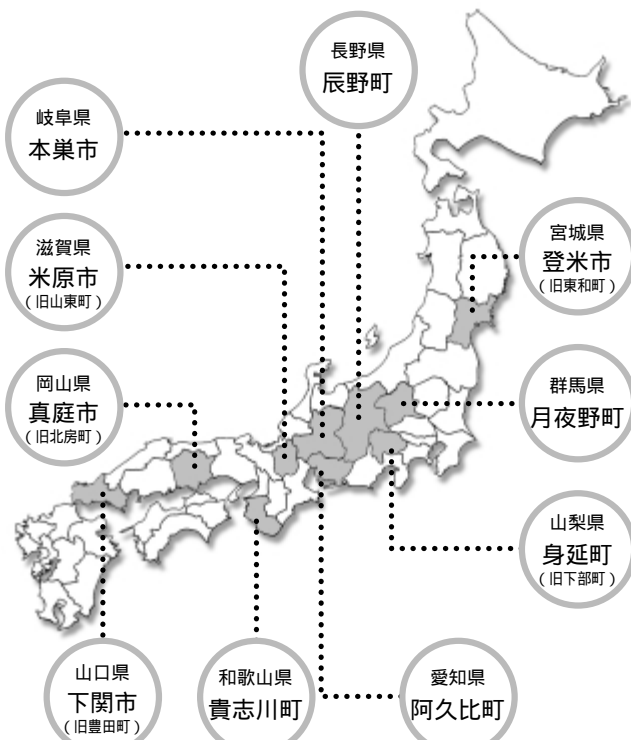 長野県
辰野町
岐阜県
本巣市
宮城県
登米市
（旧東和町）
滋賀県
米原市
（旧山東町）
岡山県
真庭市
（旧北房町）
群馬県
月夜野町
山梨県
身延町
（旧下部町）
山口県
下関市
（旧豊田町）
和歌山県
貴志川町
愛知県
阿久比町